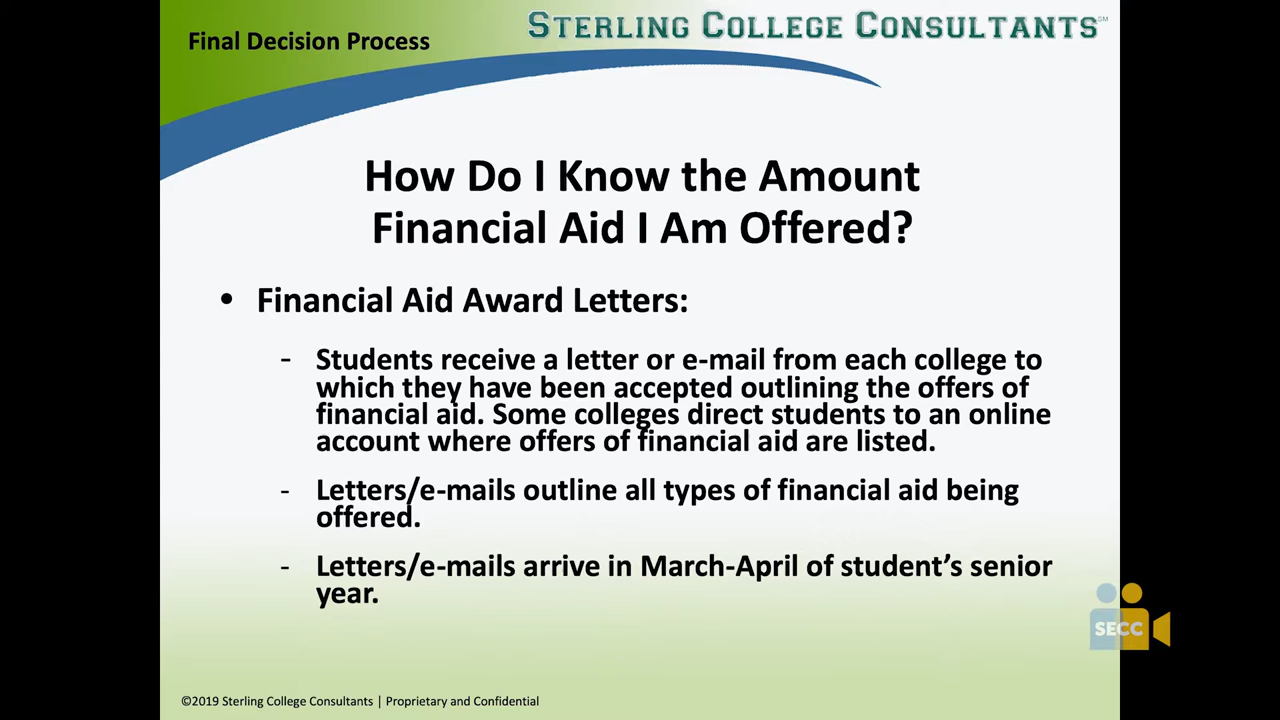 Final Decision Process
STERLING COLLEGE CONSULTANTS℠
How Do I Know the Amount
Financial Aid I Am Offered?
• Financial Aid Award Letters:
- Students receive a letter or e-mail from each college to
which they have been accepted outlining the offers of
financial aid. Some colleges direct students to an online
account where offers of financial aid are listed.
- Letters/e-mails outline all types of financial aid being
offered.
- Letters/e-mails arrive in March-April of student’s senior
year.
SECC
©2019 Sterling College Consultants | Proprietary and Confidential